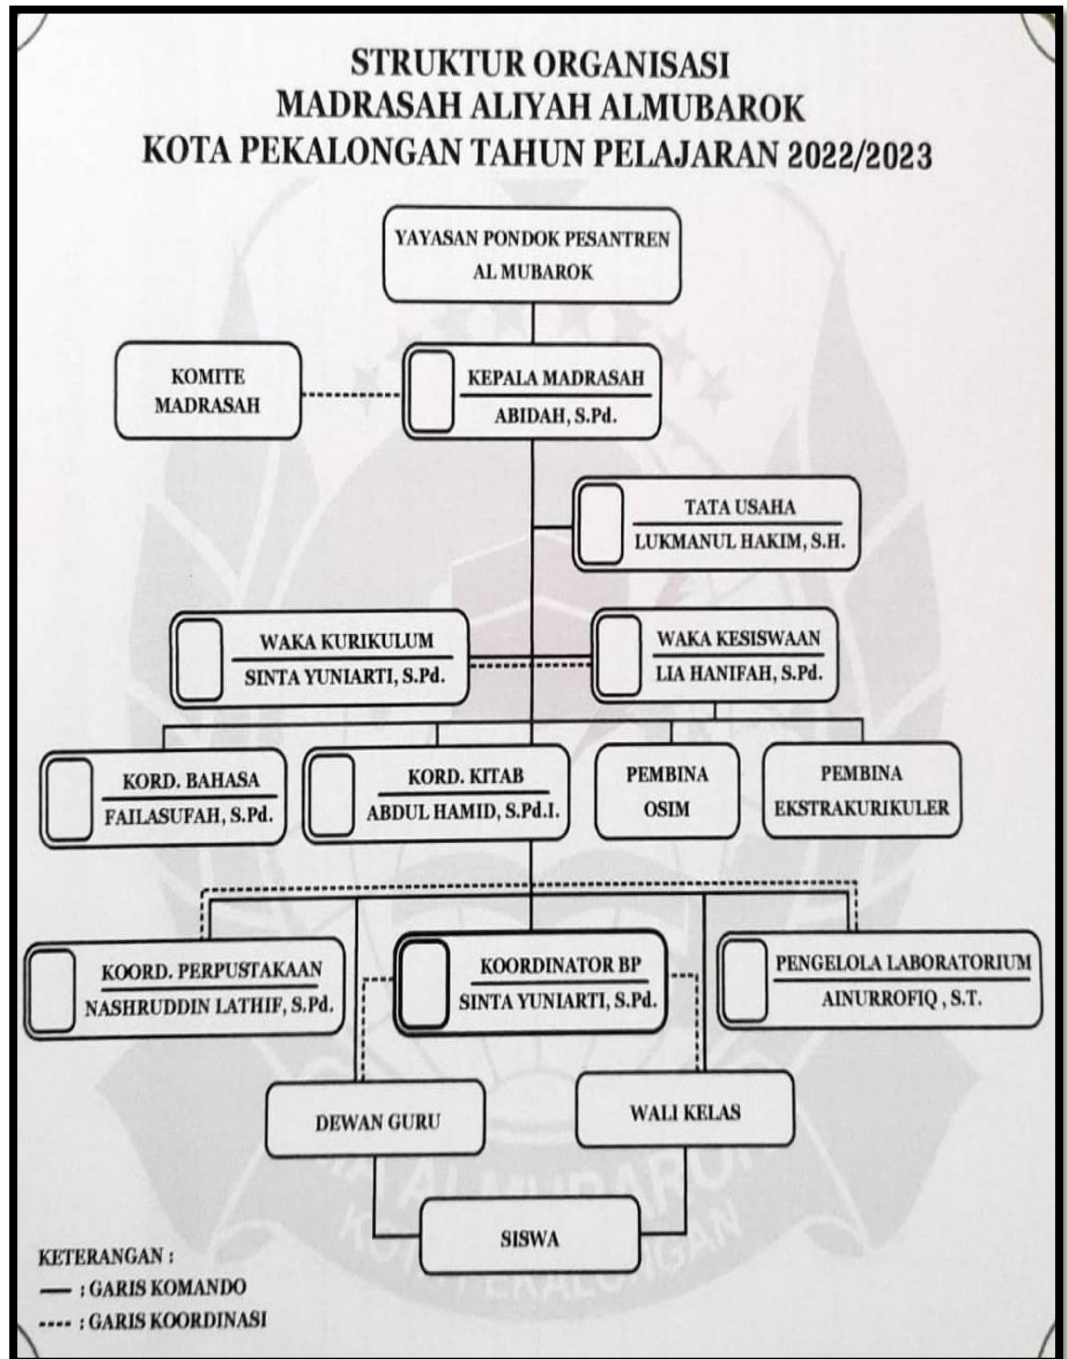 STRUKTUR ORGANISASI
MADRASAH ALIYAH ALMUBAROK
KOTA PEKALONGAN TAHUN PELAJARAN 2022/2023
YAYASAN PONDOK PESANTREN
AL MUBAROK
KOMITE
MADRASAH
KEPALA MADRASAH
ABIDAH, S.Pd.
TATA USAHA
LUKMANUL HAKIM, S.H.
WAKA KURIKULUM
SINTA YUNIARTI, S.Pd.
WAKA KESISWAAN
LIA HANIFAH, S.Pd.
KORD. BAHASA
FAILASUFAH, S.Pd.
KORD. KITAB
ABDUL HAMID, S.Pd.I.
PEMBINA
OSIM
PEMBINA
EKSTRAKURIKULER
KOORD. PERPUSTAKAAN
NASHRUDDIN LATHIF, S.Pd.
KOORDINATOR BP
SINTA YUNIARTI, S.Pd.
PENGELOLA LABORATORIUM
AINURROFIQ , S.T.
DEWAN GURU
WALI KELAS
SISWA
KETERANGAN :
: GARIS KOMANDO
: GARIS KOORDINASI